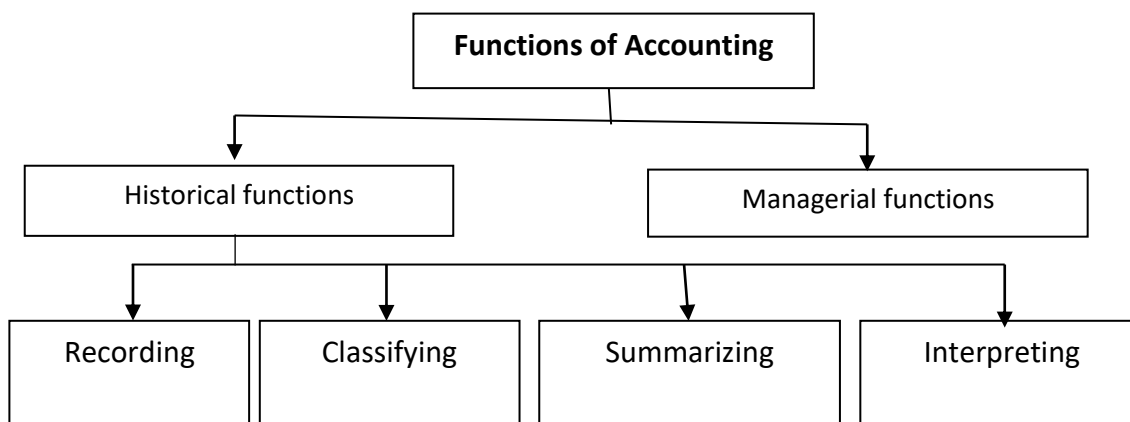 Functions of Accounting
Historical functions
Managerial functions
Recording
Classifying
Summarizing
Interpreting